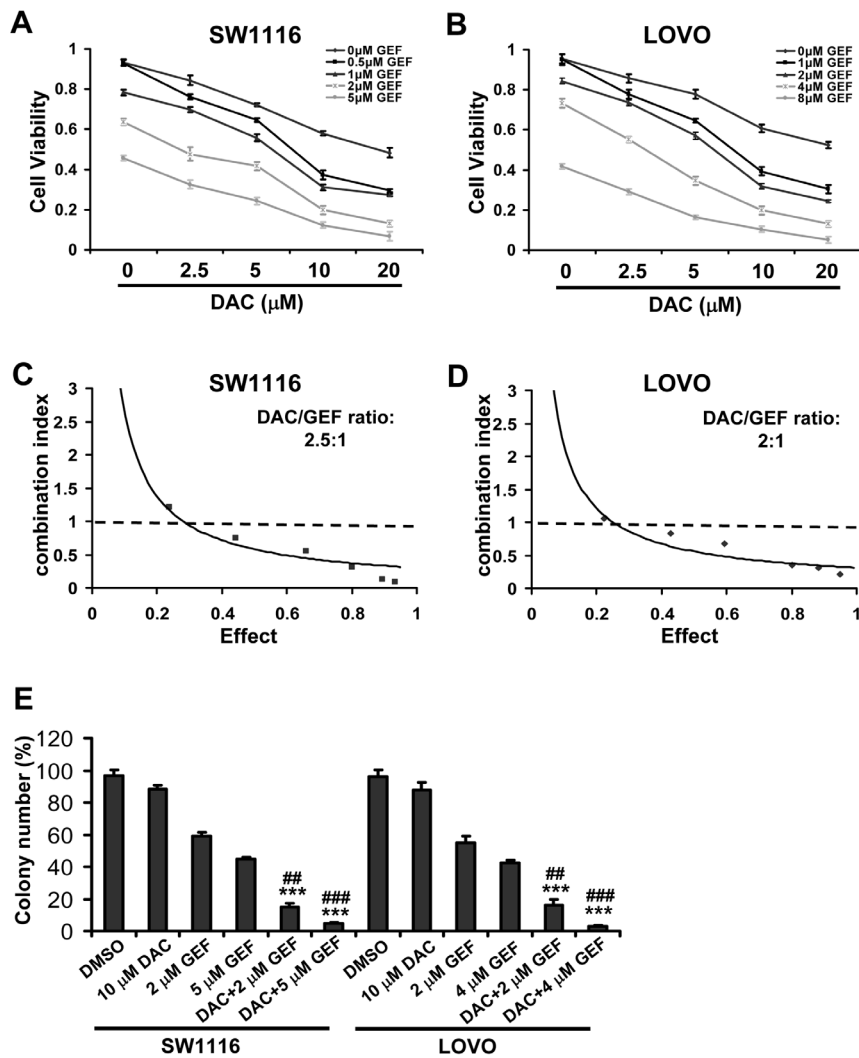 A
SW1116
0μM GEF
0.5μM GEF
1μM GEF
2μM GEF
5μM GEF
Cell Viability
1
0.8
0.6
0.4
0.2
0
0 2.5 5 10 20
DAC (μM)
B
LOVO
0μM GEF
1μM GEF
2μM GEF
4μM GEF
8μM GEF
Cell Viability
1
0.8
0.6
0.4
0.2
0
0 2.5 5 10 20
DAC (μM)
C
SW1116
DAC/GEF ratio:
2.5:1
combination index
3
2.5
2
1.5
1
0.5
0
0 0.2 0.4 0.6 0.8 1
Effect
D
LOVO
DAC/GEF ratio:
2:1
combination index
3
2.5
2
1.5
1
0.5
0
0 0.2 0.4 0.6 0.8 1
Effect
E
Colony number (%)
120
100
80
60
40
20
0
##
***
###
***
##
***
###
***
DMSO
10 μM DAC
2 μM GEF
5 μM GEF
DAC+2 μM GEF
DAC+5 μM GEF
DMSO
10 μM DAC
2 μM GEF
4 μM GEF
DAC+2 μM GEF
DAC+4 μM GEF
SW1116
LOVO